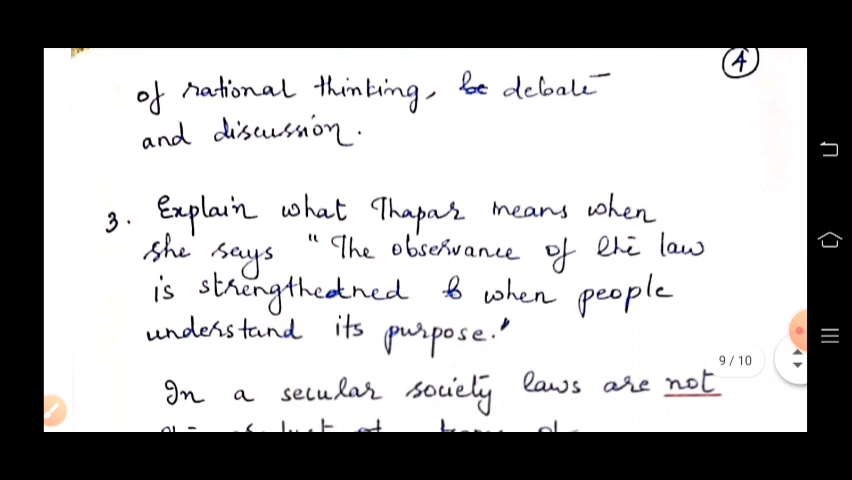 4
of rational thinking, be debate
and discussion.
3. Explain what Thapar means when
she says "The observance of the law
is strengthedned b when people
understand its purpose."
9 / 10
In a secular society laws are not